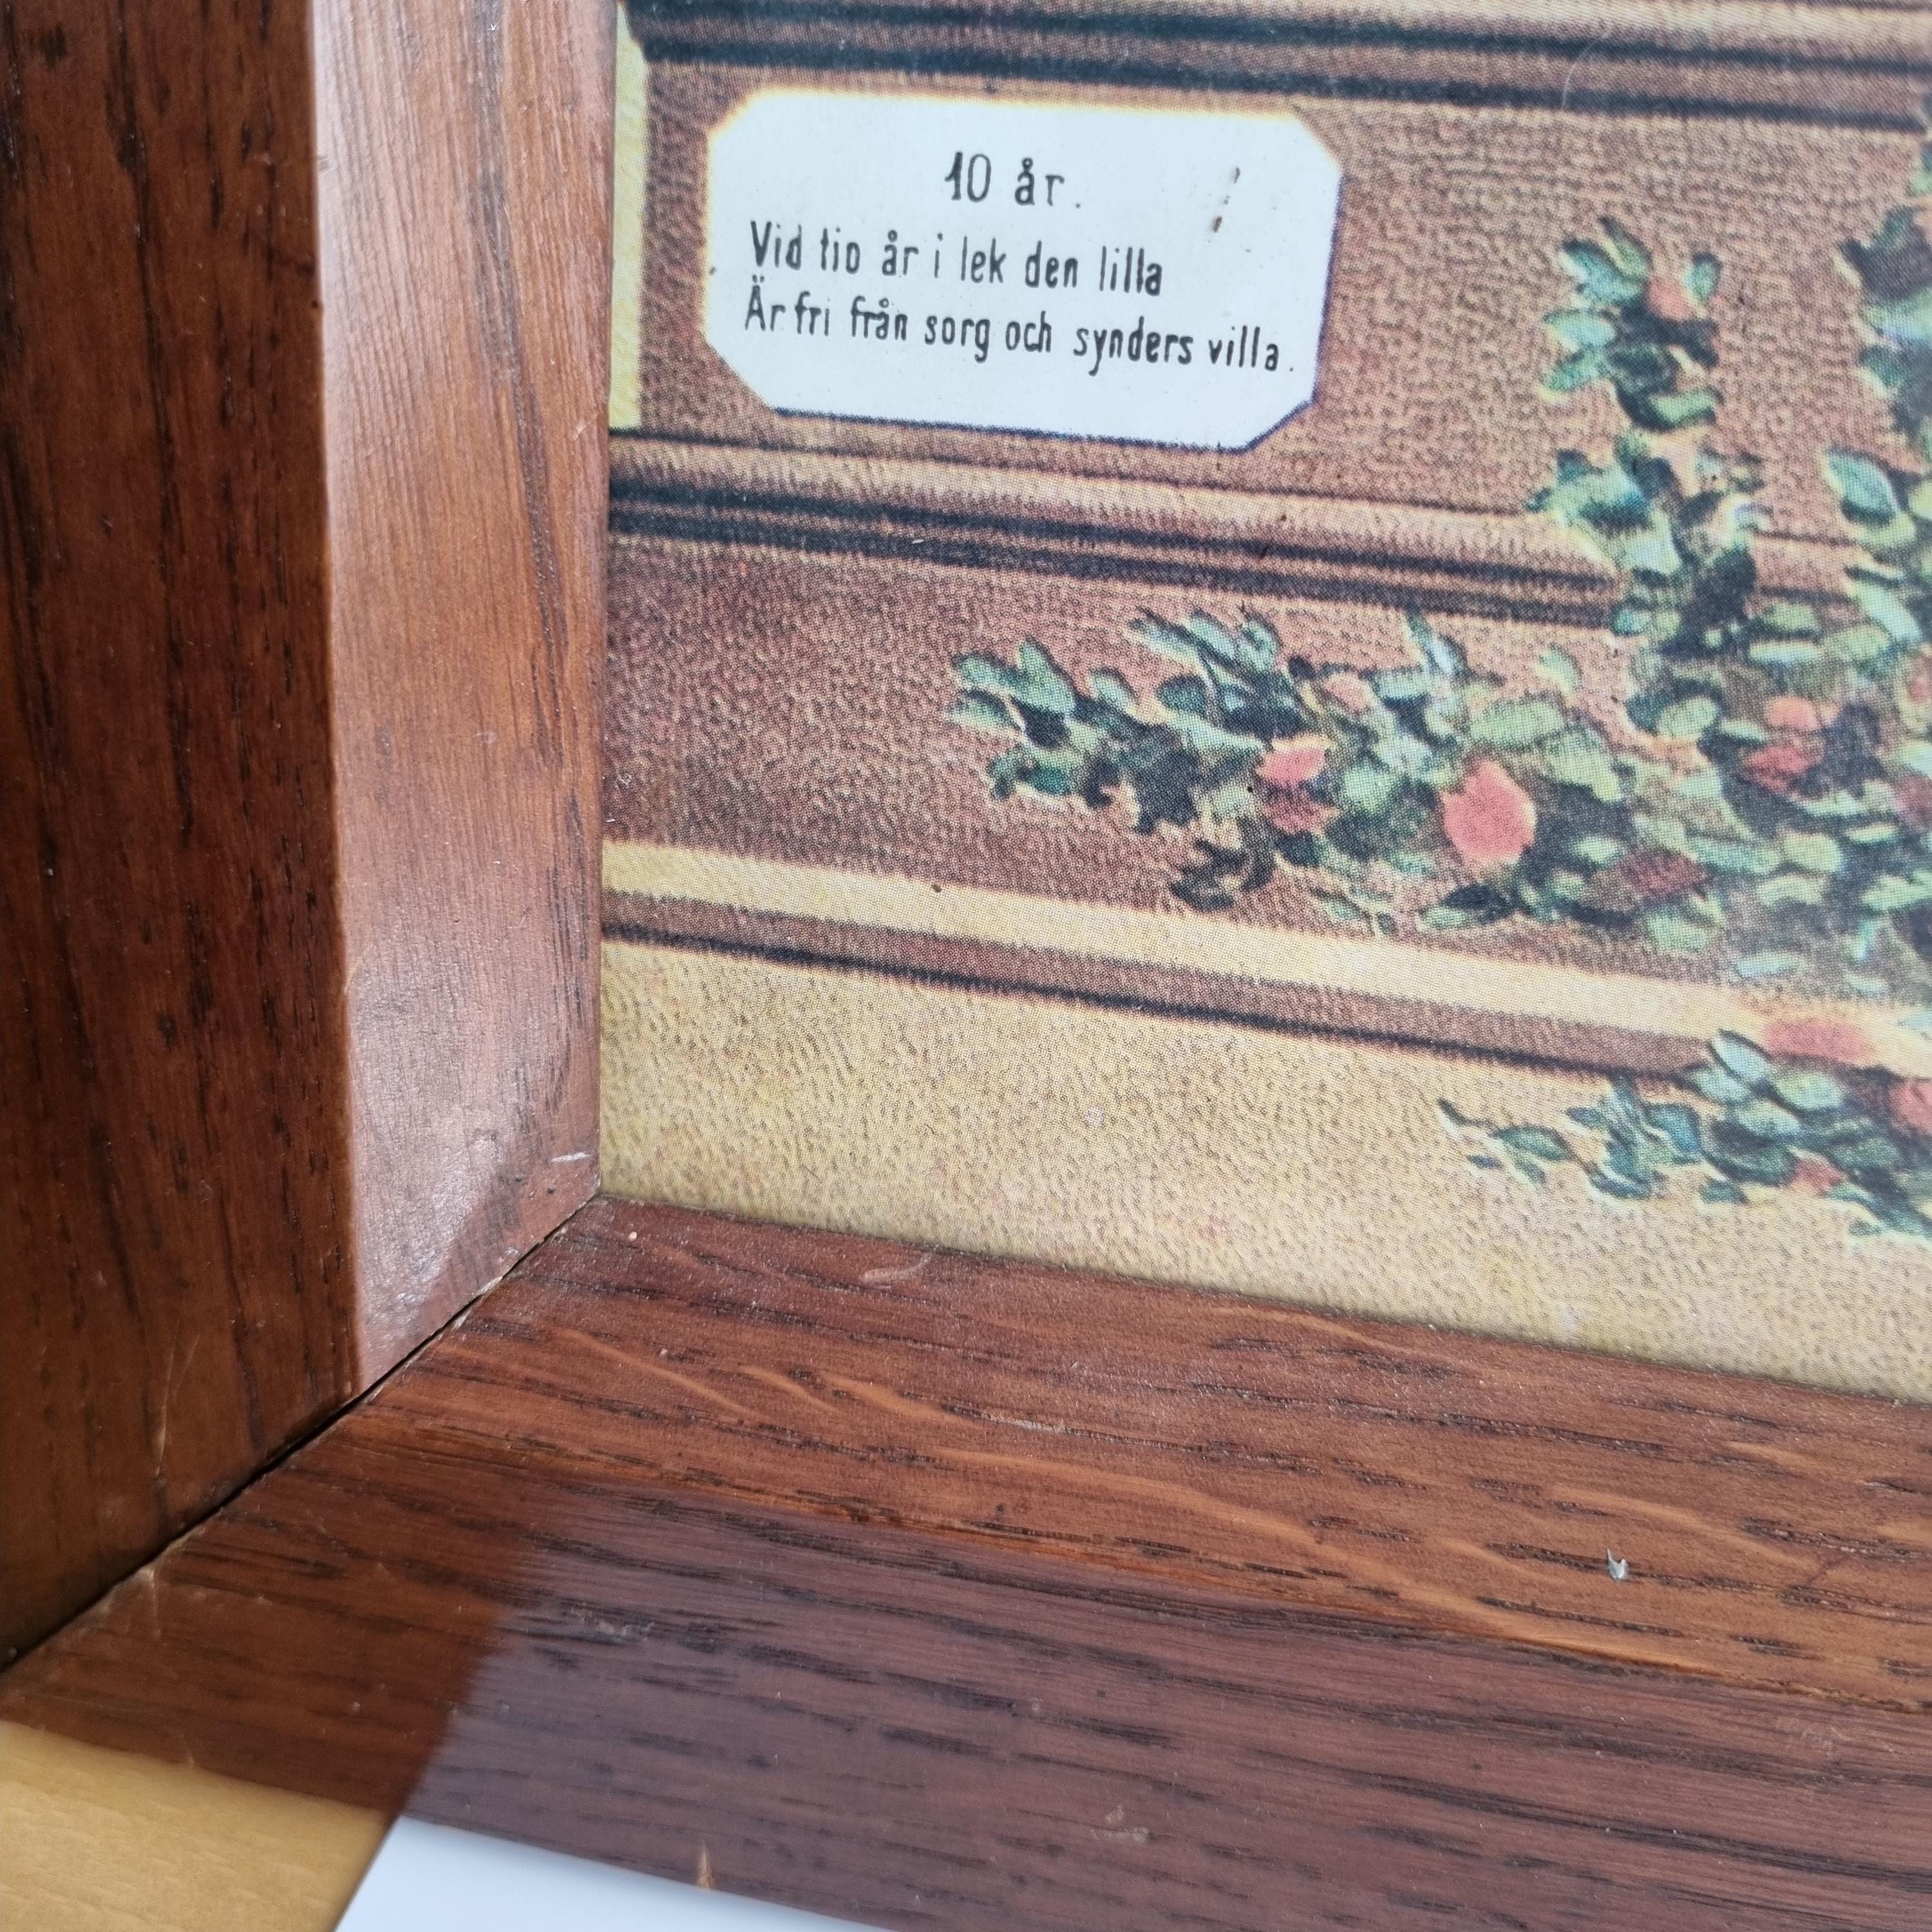 10 år.
Vid tio år i lek den lilla
Är fri från sorg och synders villa.